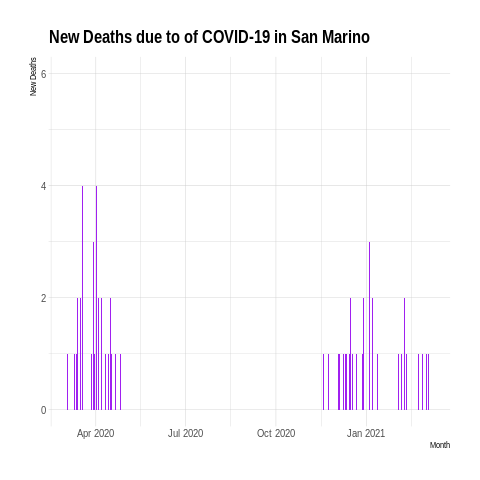 New Deaths due to of COVID-19 in San Marino
New Deaths
6
4
2
0
Apr 2020 Jul 2020 Oct 2020 Jan 2021
Month